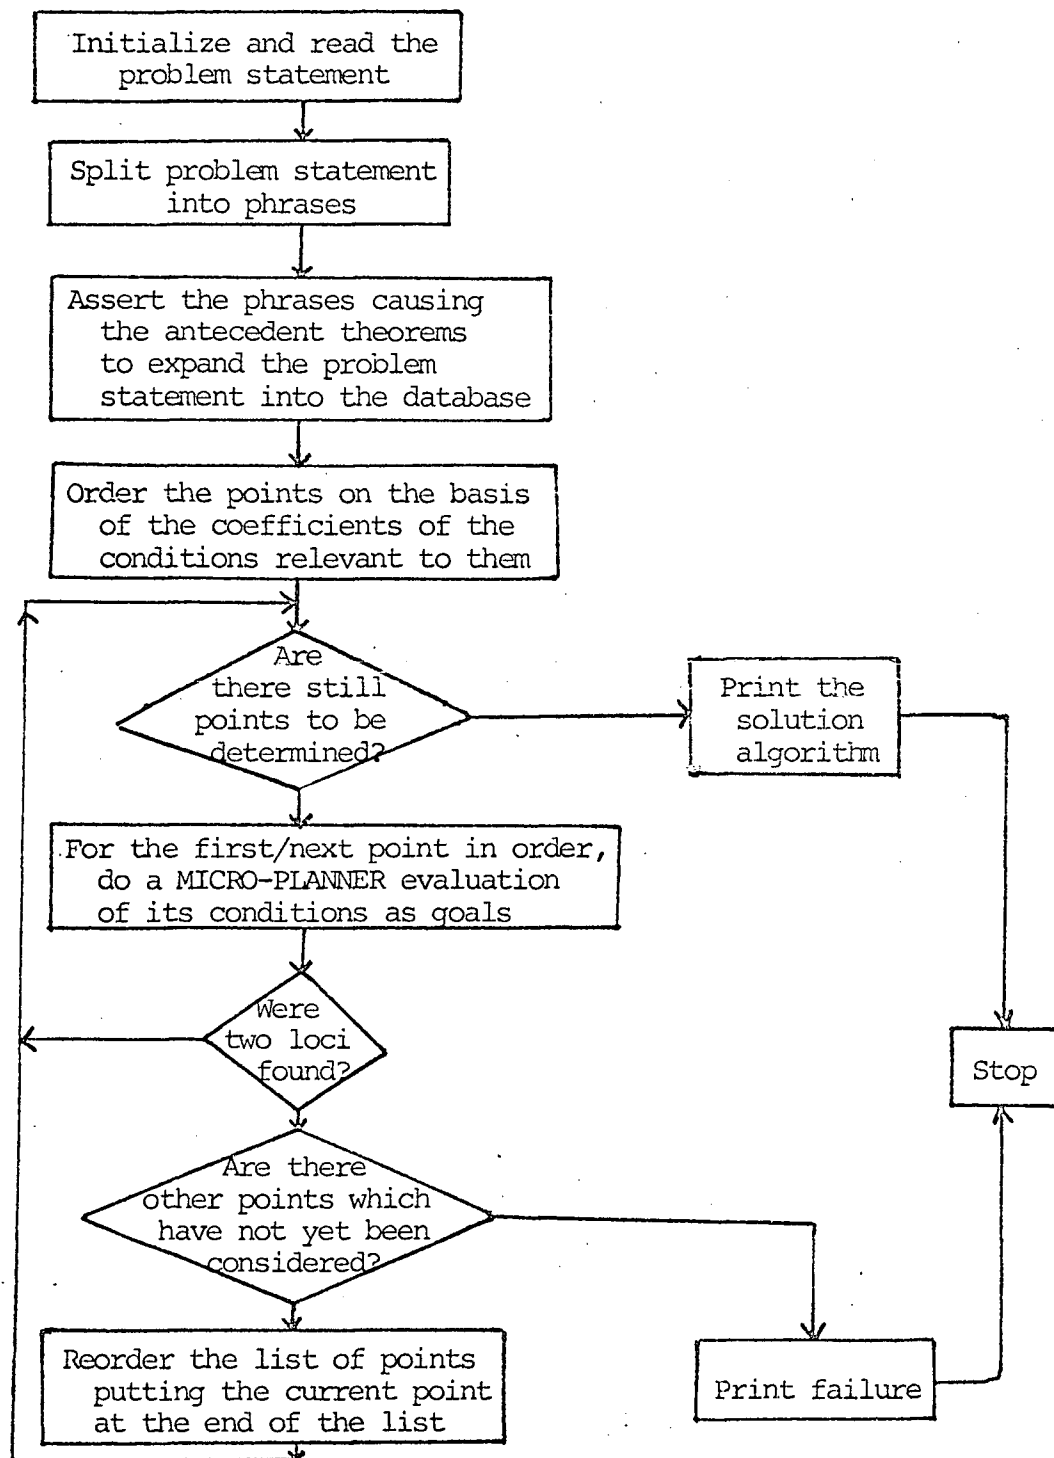 Initialize and read the
problem statement
Split problem statement
into phrases
Assert the phrases causing
the antecedent theorems
to expand the problem
statement into the database
Order the points on the basis
of the coefficients of the
conditions relevant to them
Are
there still
points to be
determined?
Print the
solution
algorithm
For the first/next point in order,
do a MICRO-PLANNER evaluation
of its conditions as goals
Were
two loci
found?
Stop
Are there
other points which
have not yet been
considered?
Reorder the list of points
putting the current point
at the end of the list
Print failure